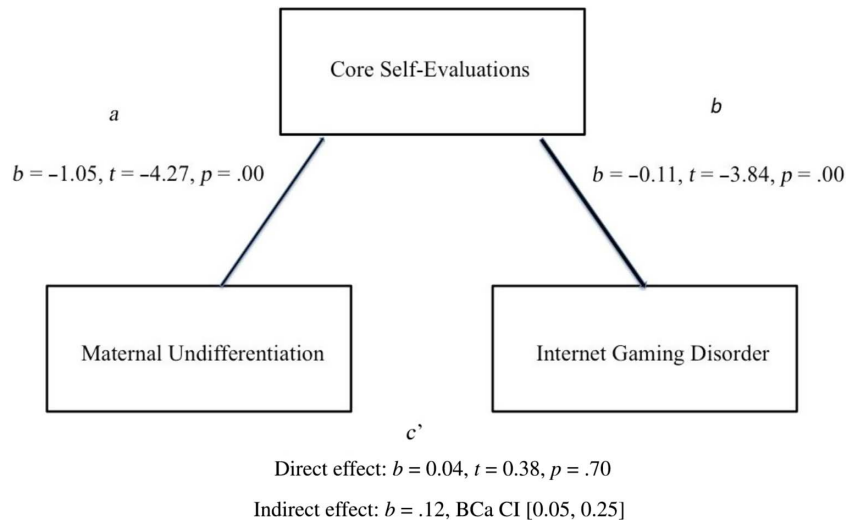 Core Self-Evaluations
a
b
b = –1.05, t = –4.27, p = .00
b = –0.11, t = –3.84, p = .00
Maternal Undifferentiation
Internet Gaming Disorder
c’
Direct effect: b = 0.04, t = 0.38, p = .70
Indirect effect: b = .12, BCa CI [0.05, 0.25]